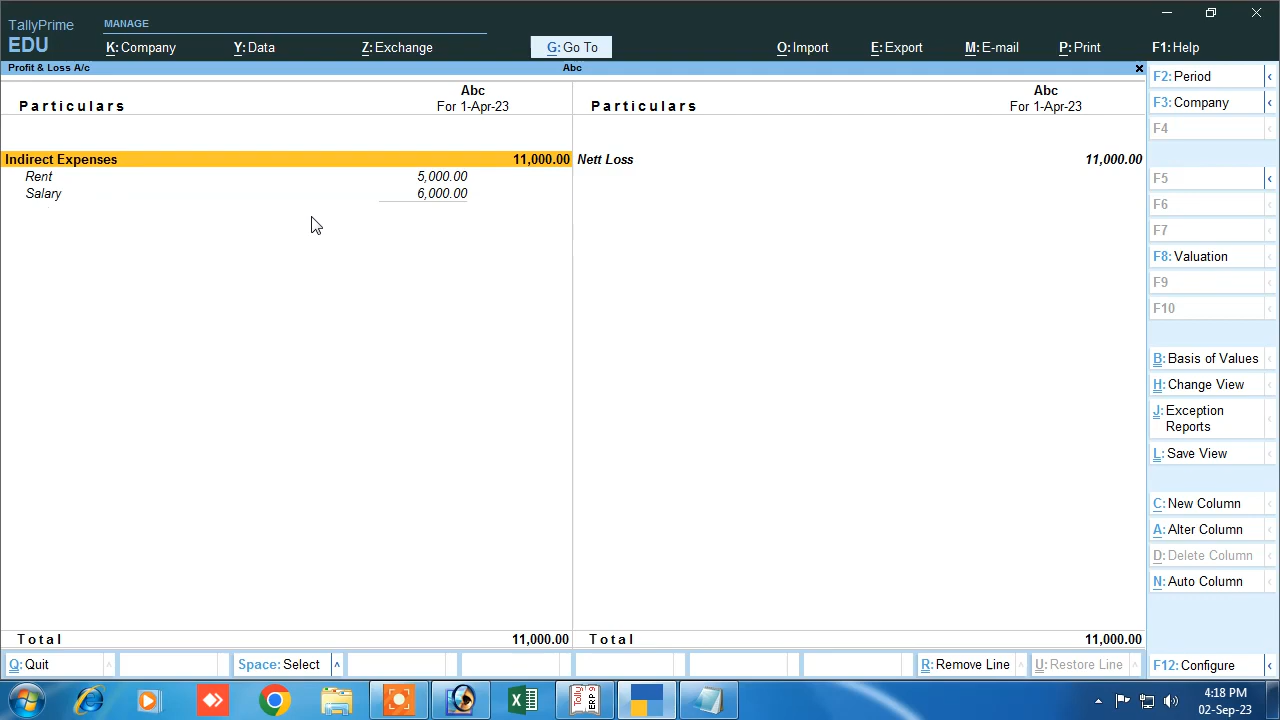 TallyPrime
EDU
MANAGE
K: Company
Y: Data
Z: Exchange
G: Go To
O: Import
E: Export
M: E-mail
P: Print
F1: Help
Profit & Loss A/c
Abc
Particulars
Abc
For 1-Apr-23
Particulars
Abc
For 1-Apr-23
Indirect Expenses 11,000.00
Rent 5,000.00
Salary 6,000.00
Nett Loss 11,000.00
Total 11,000.00
Total 11,000.00
F2: Period
F3: Company
F4
F5
F6
F7
F8: Valuation
F9
F10
B: Basis of Values
H: Change View
J: Exception
Reports
L: Save View
C: New Column
A: Alter Column
D: Delete Column
N: Auto Column
Q: Quit
Space: Select
R: Remove Line
U: Restore Line
F12: Configure
Tally
ERP
4:18 PM
02-Sep-23